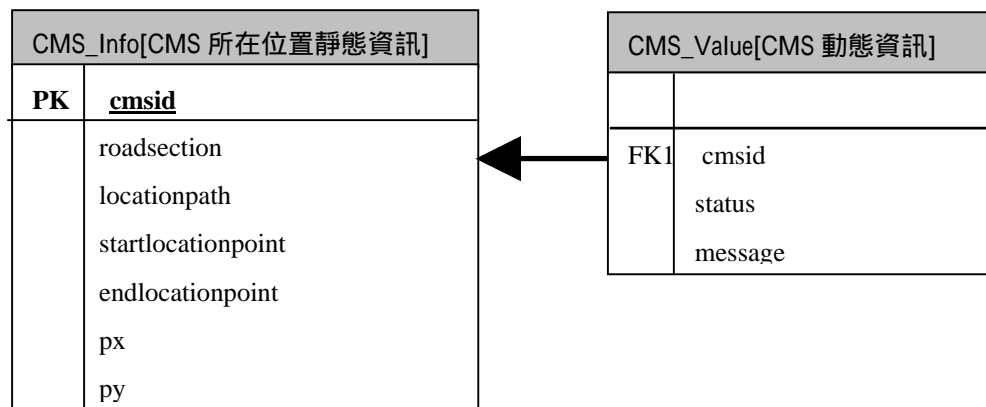 CMS_Info[CMS 所在位置靜態資訊]
PK cmsid
roadsection
locationpath
startlocationpoint
endlocationpoint
px
py
CMS_Value[CMS 動態資訊]
FK1 cmsid
status
message